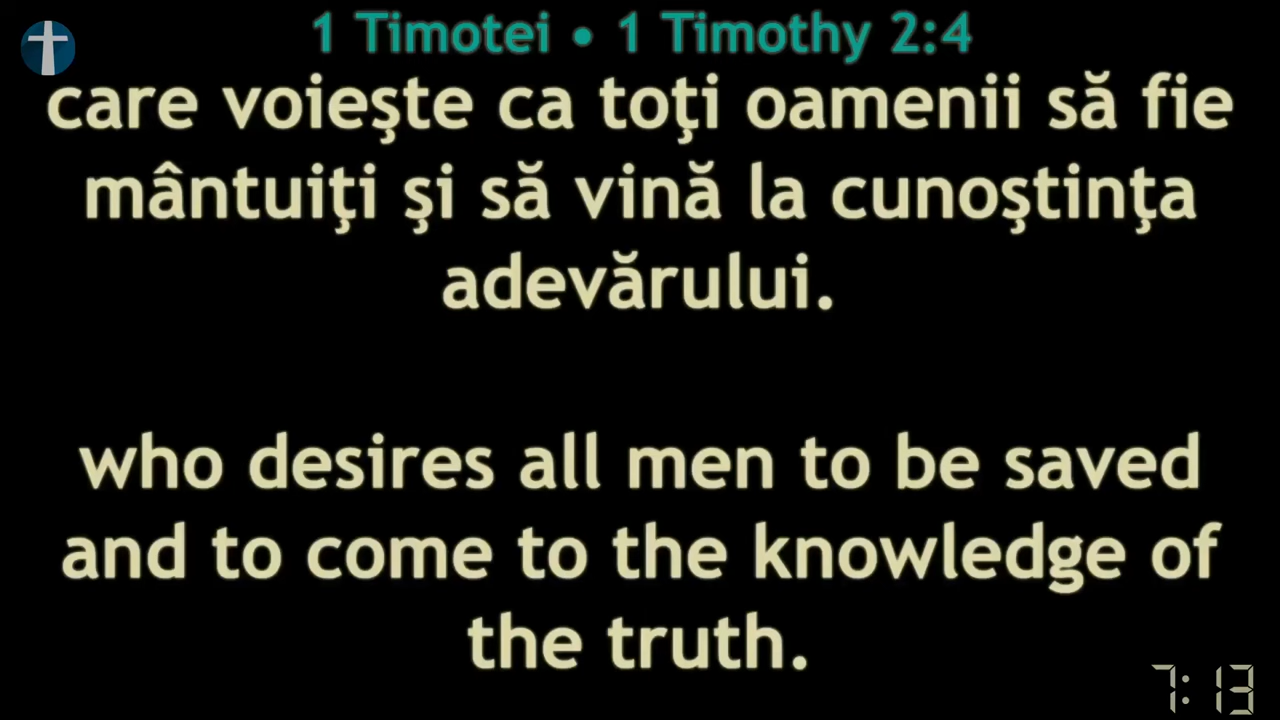 1 Timotei • 1 Timothy 2:4
care voieşte ca toţi oamenii să fie
mântuiţi şi să vină la cunoştinţa
adevărului.
who desires all men to be saved
and to come to the knowledge of
the truth.
7:13